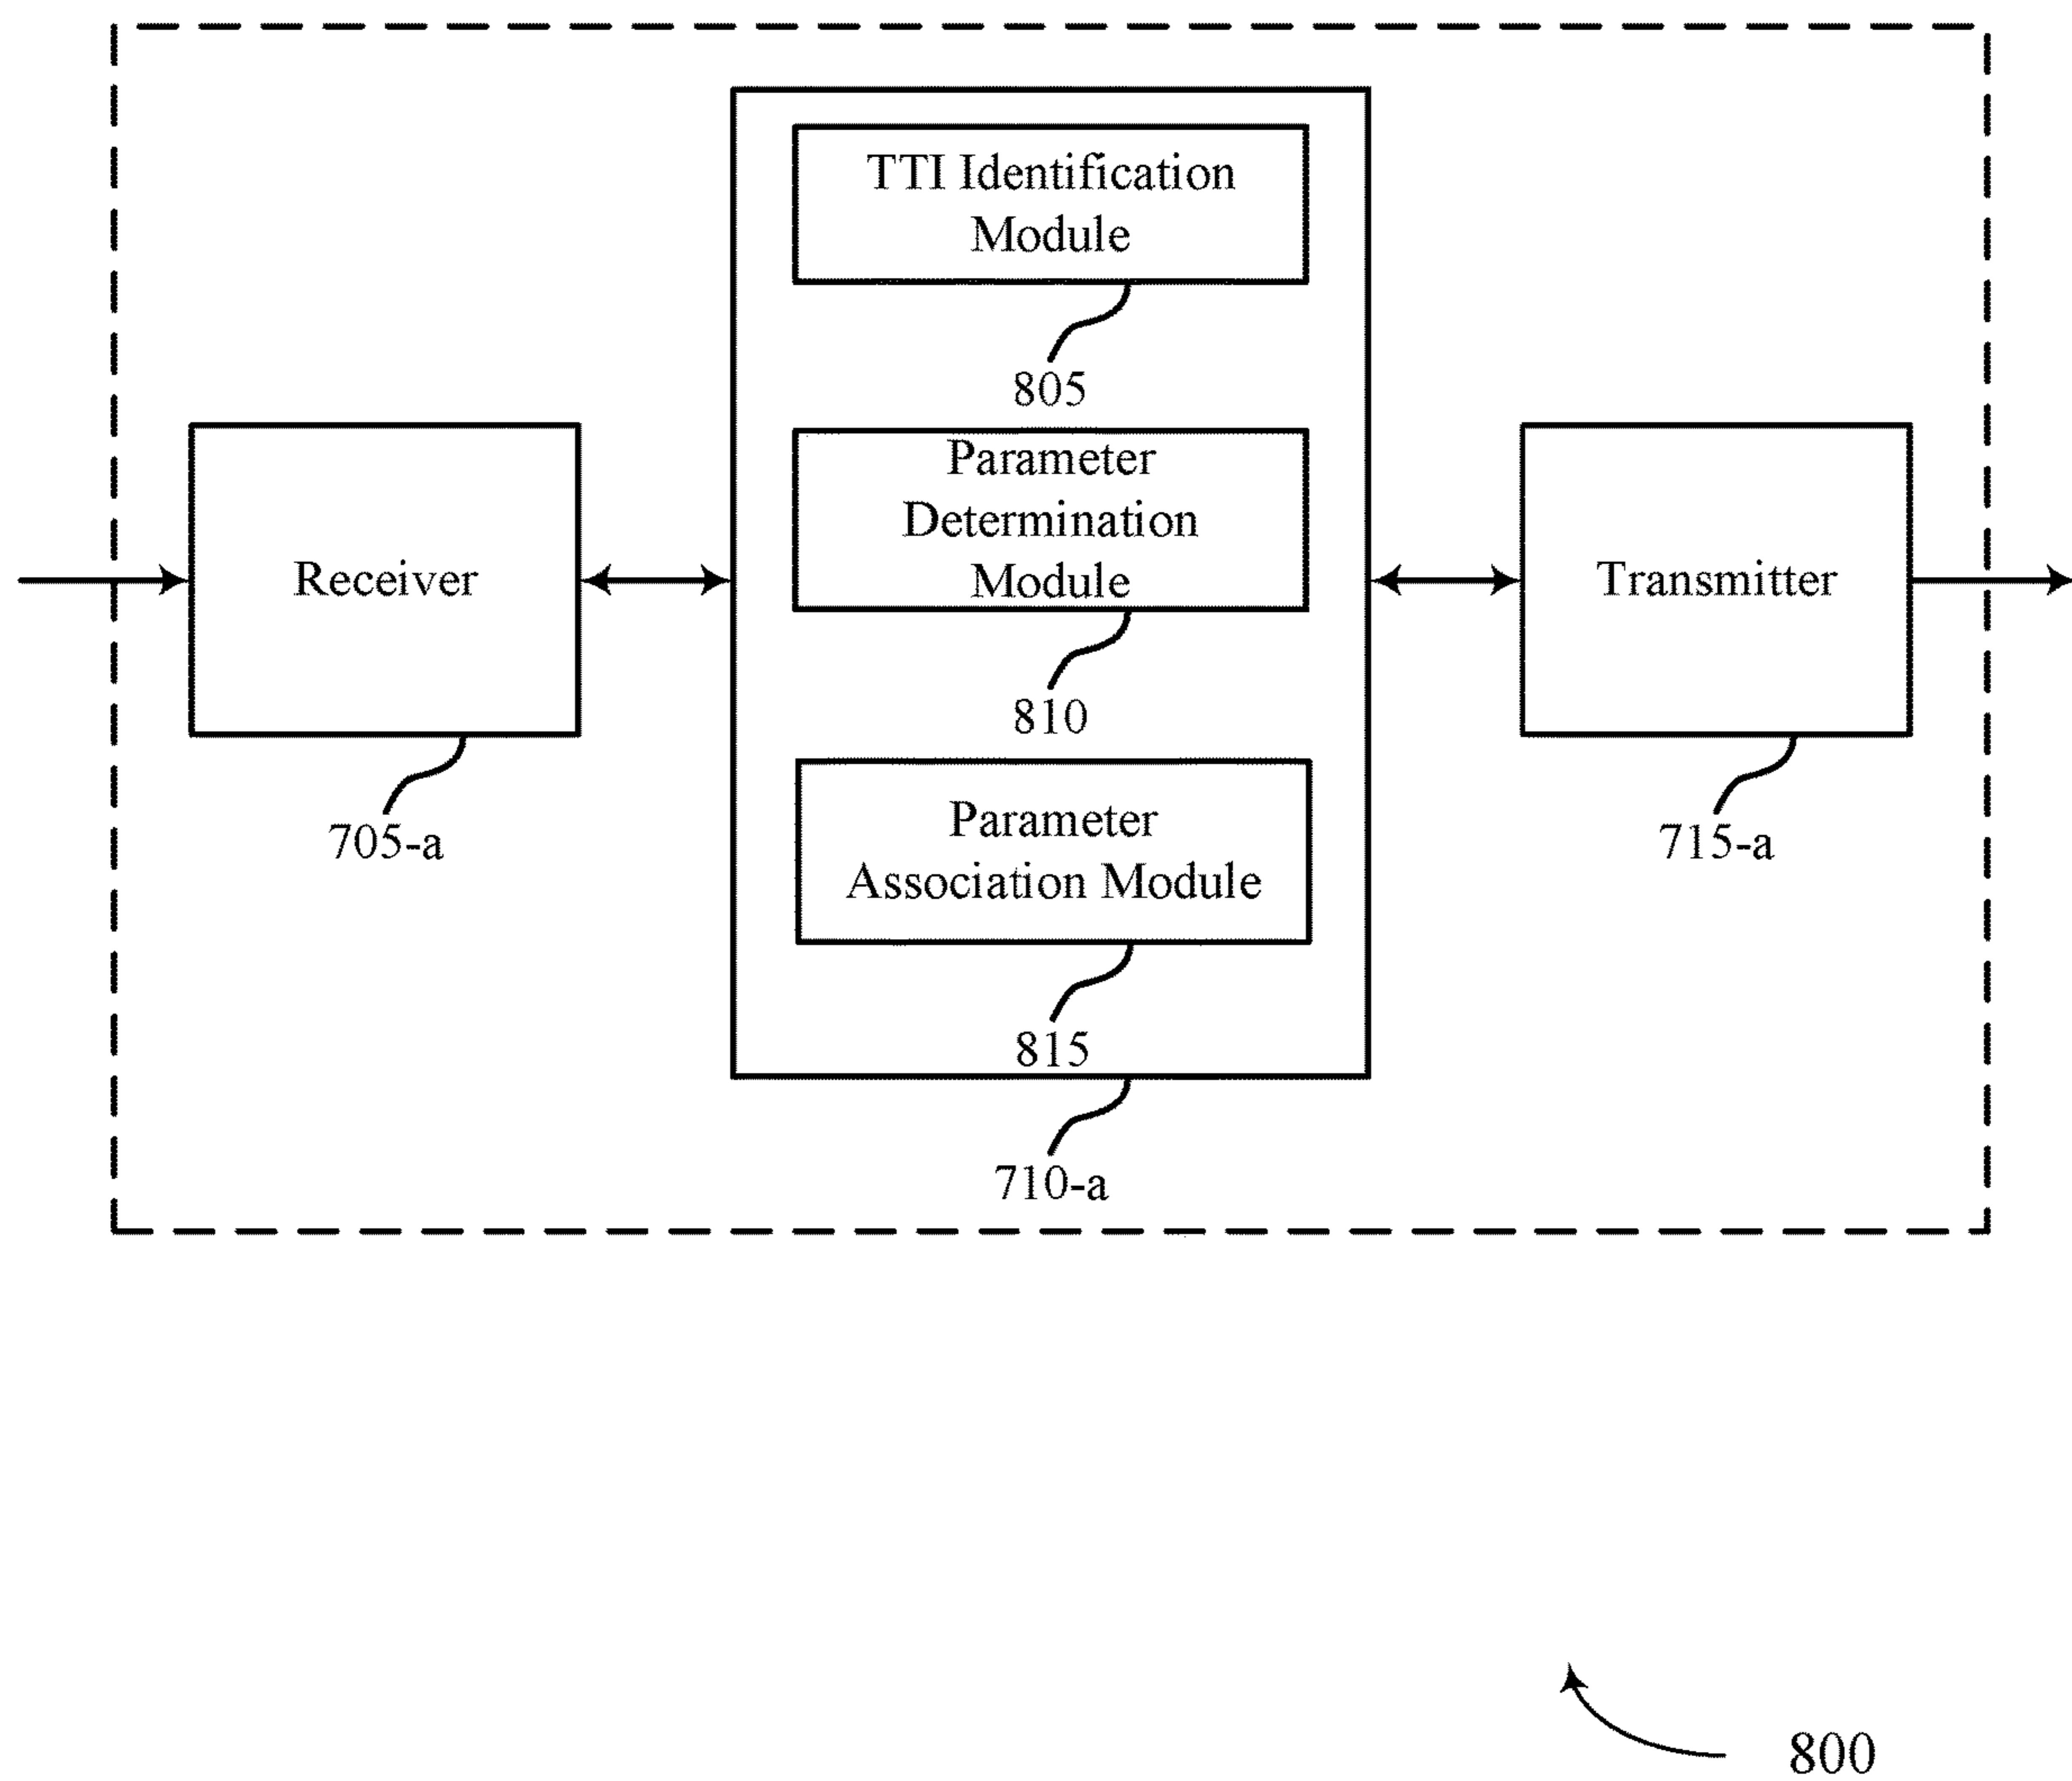 TTI Identification
Module
805
Receiver
705-a
Parameter
Determination
Module
810
Parameter
Association Module
815
710-a
Transmitter
715-a
800